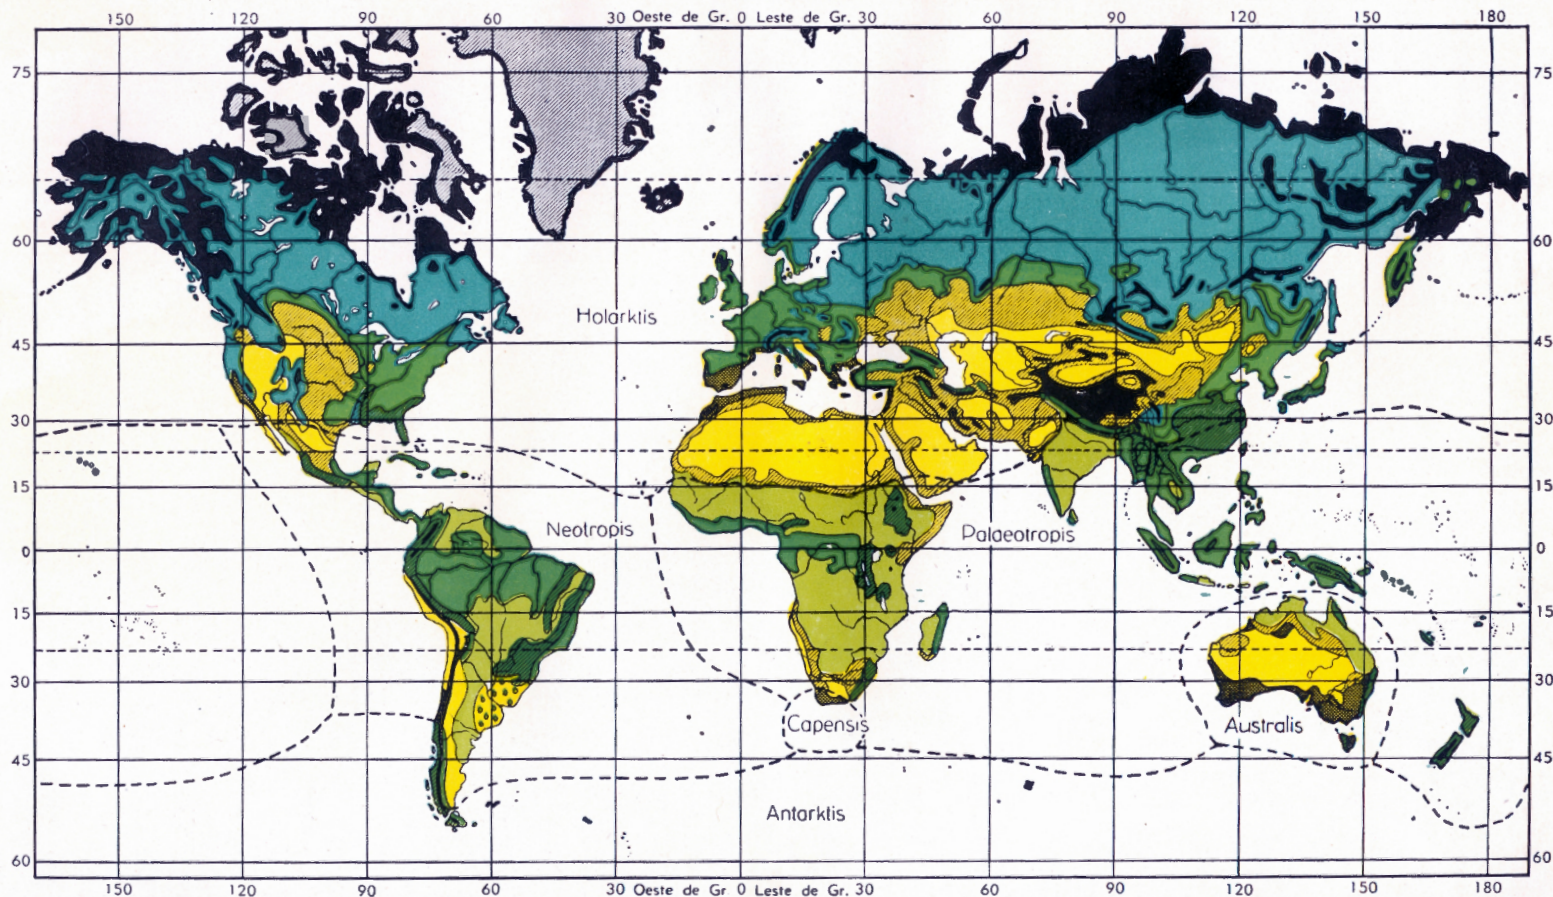 150 120 90 60 30 Oeste de Gr. 0 Leste de Gr. 30 60 90 120 150 180
75 75
60 60
Holarktis
45 45
30 30
15 15
Neotropis Palaeotropis
0 0
15 15
30 30
Capensis Australis
45 45
Antarktis
60 60
150 120 90 60 30 Oeste de Gr. 0 Leste de Gr. 30 60 90 120 150 180